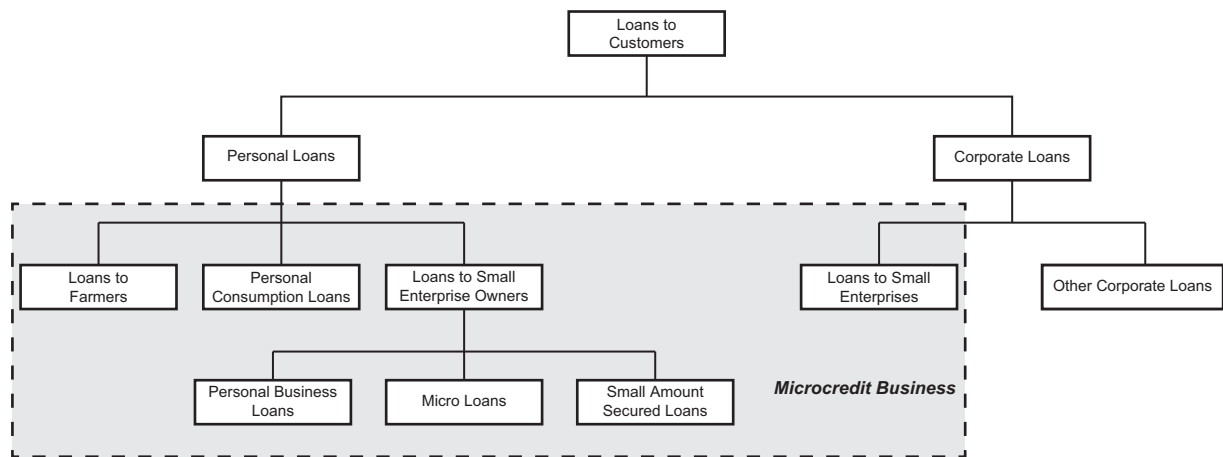 Loans to
Customers
Personal Loans
Corporate Loans
Loans to
Farmers
Personal
Consumption Loans
Loans to Small
Enterprise Owners
Loans to Small
Enterprises
Other Corporate Loans
Personal Business
Loans
Micro Loans
Small Amount
Secured Loans
Microcredit Business